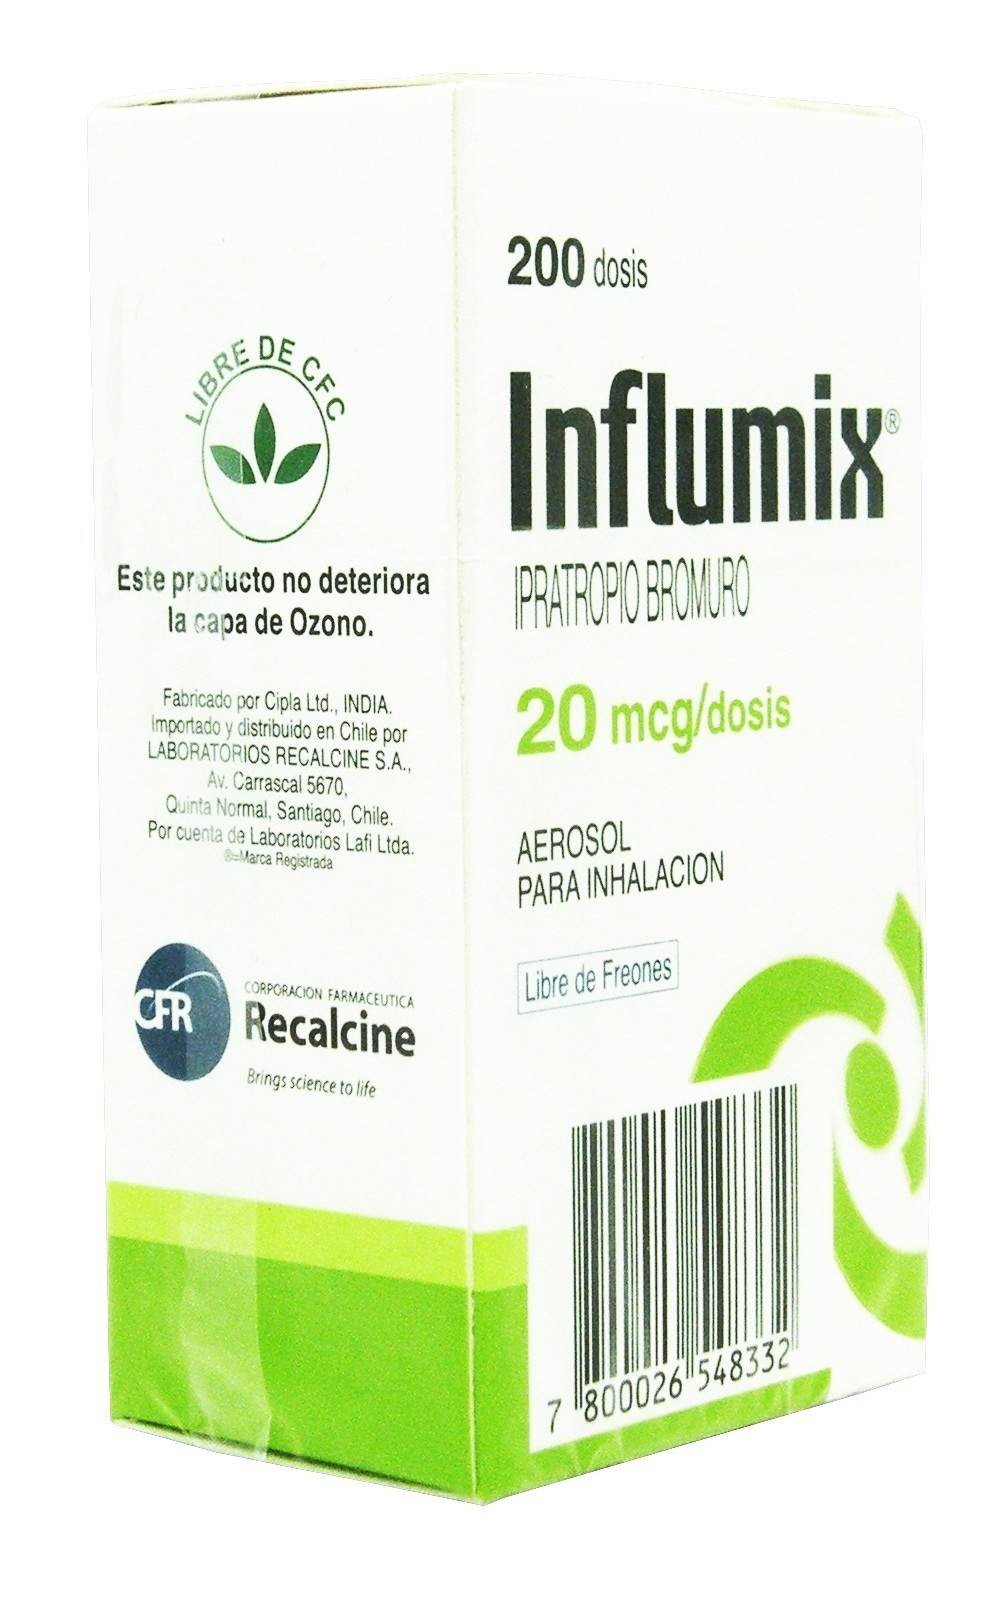 LIBRE DE CFC
Este producto no deteriora
la capa de Ozono.
Fabricado por Cipla Ltd., INDIA.
Importado y distribuido en Chile por
LABORATORIOS RECALCINE S.A.,
Av. Carrascal 5670,
Quinta Normal, Santiago, Chile.
Por cuenta de Laboratorios Lafi Ltda.
®=Marca Registrada
CFR
CORPORACION FARMACEUTICA
Recalcine
Brings science to life
200 dosis
Influmix®
IPRATROPIO BROMURO
20 mcg/dosis
AEROSOL
PARA INHALACION
Libre de Freones
7 800026 548332